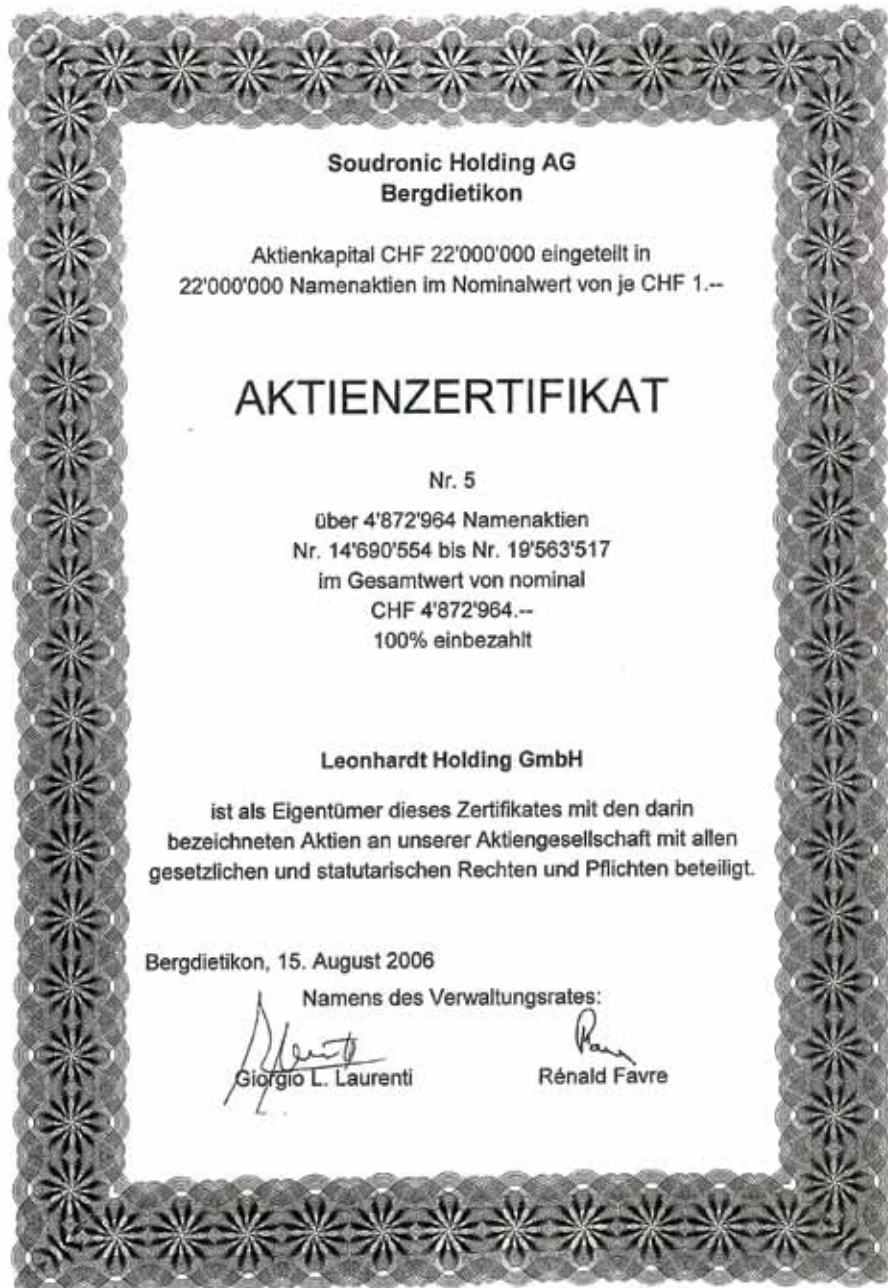 Soudronic Holding AG
Bergdietikon
Aktienkapital CHF 22'000'000 eingeteilt in
22'000'000 Namenaktien im Nominalwert von je CHF 1.--
AKTIENZERTIFIKAT
Nr. 5
über 4'872'964 Namenaktien
Nr. 14'690'554 bis Nr. 19'563'517
im Gesamtwert von nominal
CHF 4'872'964.--
100% einbezahlt
Leonhardt Holding GmbH
ist als Eigentümer dieses Zertifikates mit den darin
bezeichneten Aktien an unserer Aktiengesellschaft mit allen
gesetzlichen und statutarischen Rechten und Pflichten beteiligt.
Bergdietikon, 15. August 2006
Namens des Verwaltungsrates:
Giorgio L. Laurenti
Rénald Favre